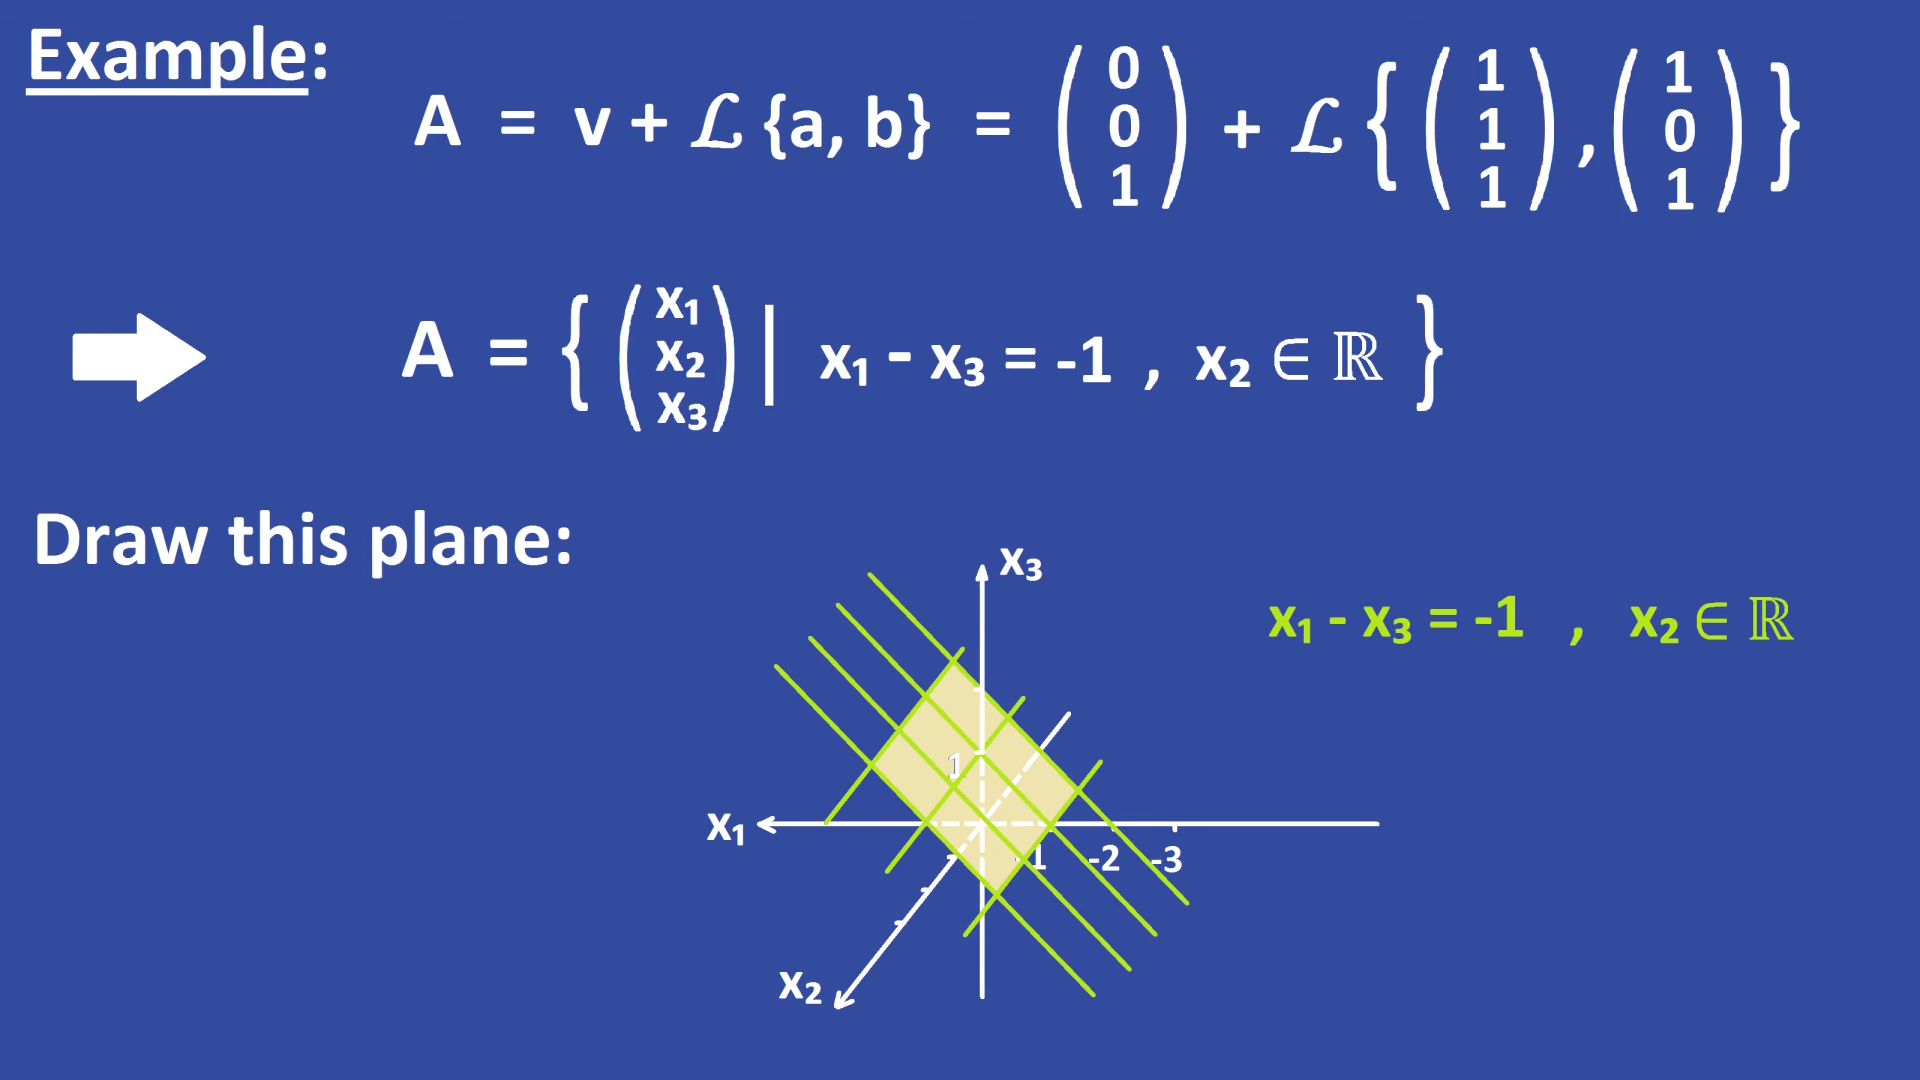 Example:
A = v + ℒ {a, b} = (0 0 1) + ℒ { (1 1 1) , (1 0 1) }
A = { (x₁ x₂ x₃) | x₁ - x₃ = -1 , x₂ ∈ ℝ }
Draw this plane:
x₃
x₁ - x₃ = -1 , x₂ ∈ ℝ
1
x₁
-1 -2 -3
x₂